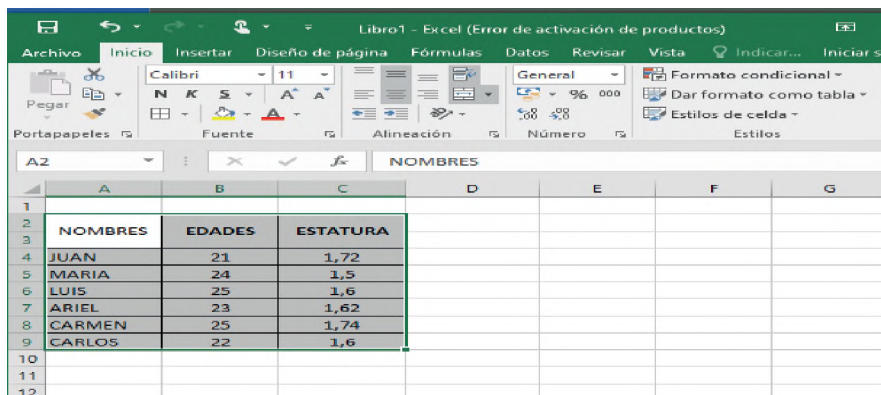 Libro1 - Excel (Error de activación de productos)
Archivo Inicio Insertar Diseño de página Fórmulas Datos Revisar Vista Indicar... Iniciar s
Calibri 11 General Formato condicional
Pegar N K S A A % 000 Dar formato como tabla
A Estilos de celda
Portapapeles Fuente Alineación Número Estilos
A2 fx NOMBRES
A B C D E F G
1
2
3
NOMBRES EDADES ESTATURA
4 JUAN 21 1,72
5 MARIA 24 1,5
6 LUIS 25 1,6
7 ARIEL 23 1,62
8 CARMEN 25 1,74
9 CARLOS 22 1,6
10
11
12